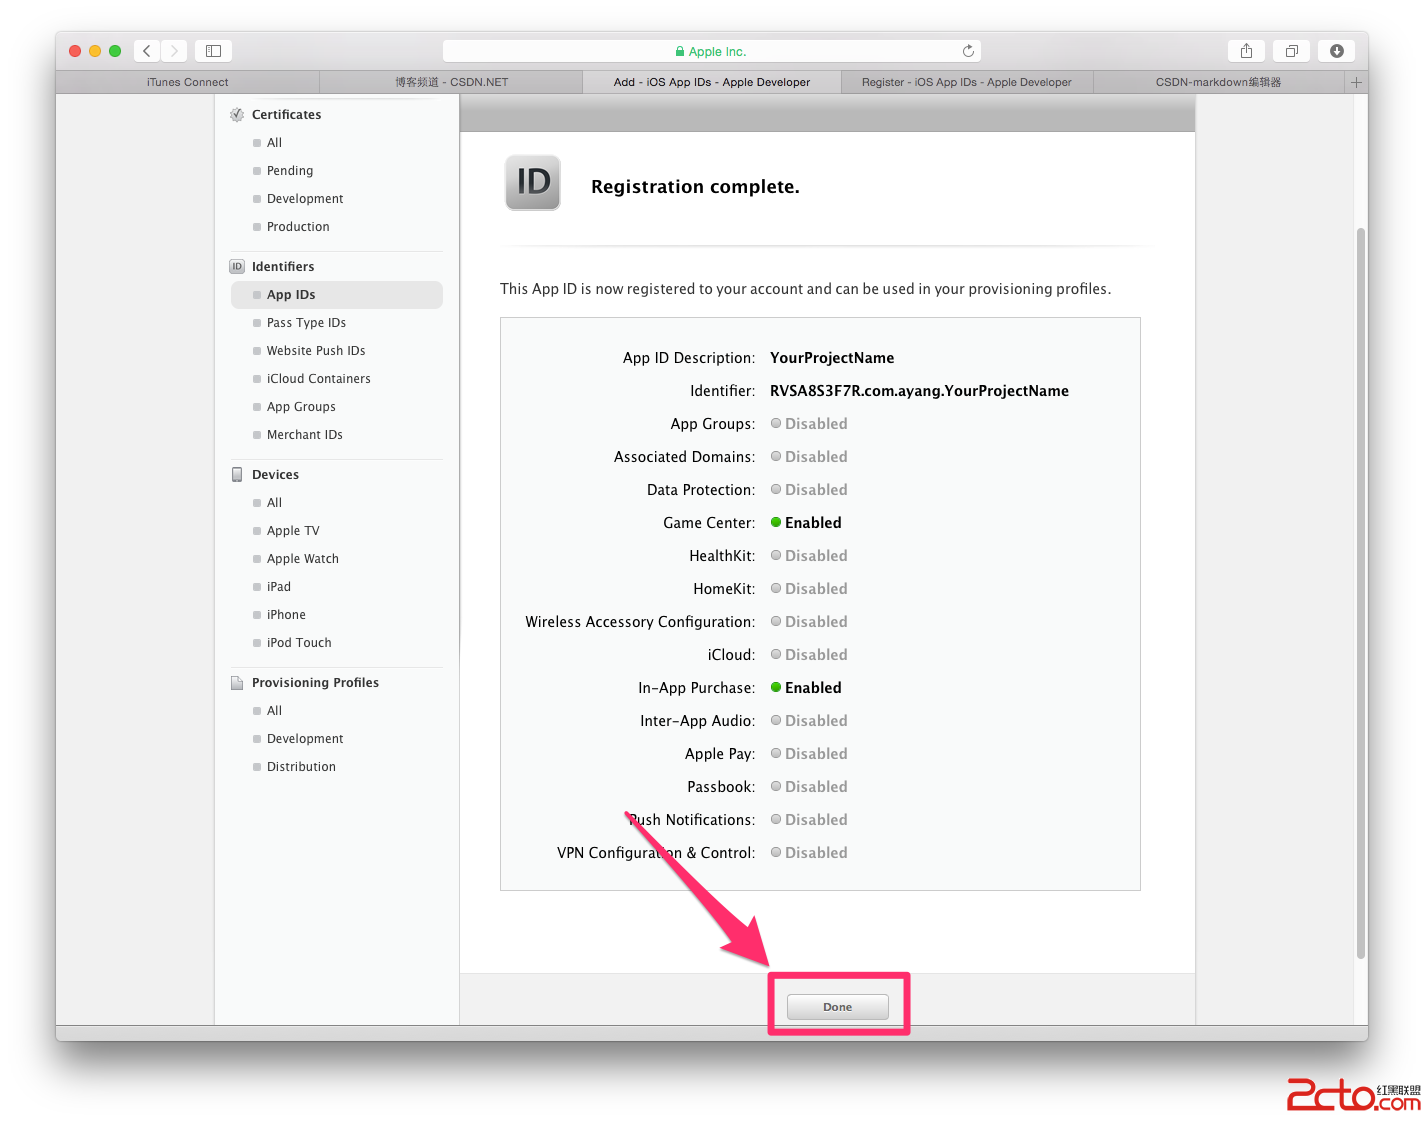 Apple Inc.
iTunes Connect
博客频道 - CSDN.NET
Add - iOS App IDs - Apple Developer
Register - iOS App IDs - Apple Developer
CSDN-markdown编辑器
Certificates
All
Pending
Development
Production
ID Identifiers
App IDs
Pass Type IDs
Website Push IDs
iCloud Containers
App Groups
Merchant IDs
Devices
All
Apple TV
Apple Watch
iPad
iPhone
iPod Touch
Provisioning Profiles
All
Development
Distribution
ID
Registration complete.
This App ID is now registered to your account and can be used in your provisioning profiles.
App ID Description: YourProjectName
Identifier: RVSA8S3F7R.com.ayang.YourProjectName
App Groups: Disabled
Associated Domains: Disabled
Data Protection: Disabled
Game Center: Enabled
HealthKit: Disabled
HomeKit: Disabled
Wireless Accessory Configuration: Disabled
iCloud: Disabled
In-App Purchase: Enabled
Inter-App Audio: Disabled
Apple Pay: Disabled
Passbook: Disabled
Push Notifications: Disabled
VPN Configuration & Control: Disabled
Done
红黑联盟
2cto.com